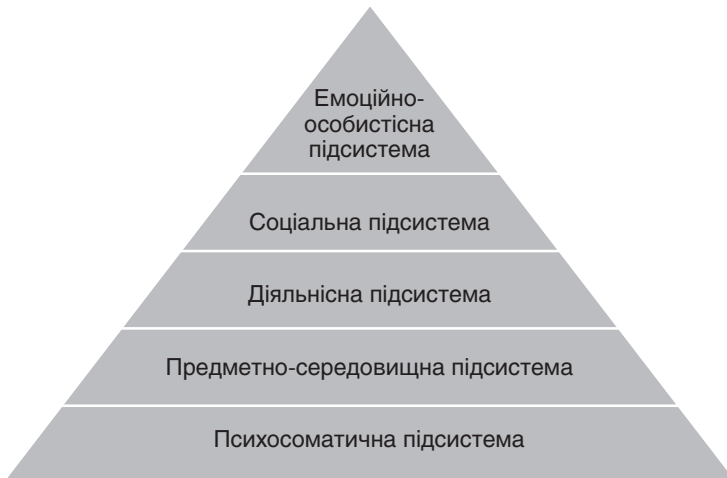 Емоційно-
особистісна
підсистема
Соціальна підсистема
Діяльнісна підсистема
Предметно-середовищна підсистема
Психосоматична підсистема